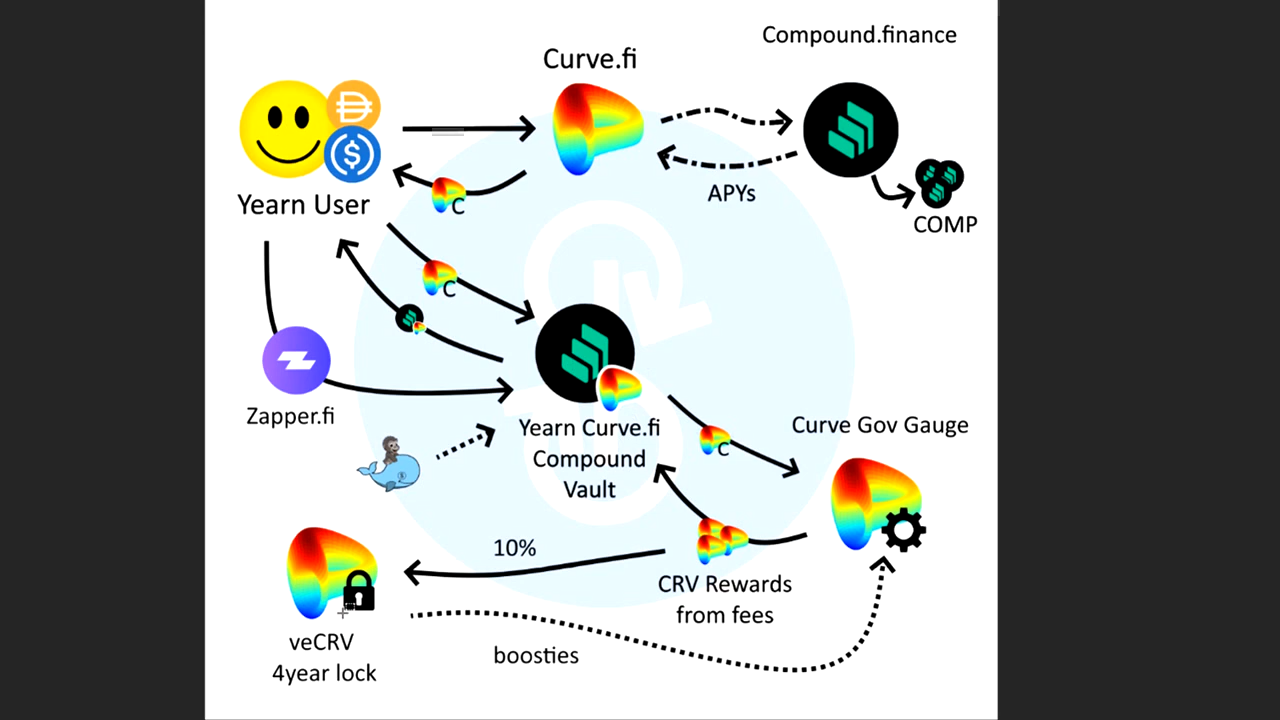 Compound.finance
Curve.fi
APYs
COMP
Yearn User
C
C
Zapper.fi
Yearn Curve.fi
Compound
Vault
Curve Gov Gauge
C
10%
CRV Rewards
from fees
veCRV
4year lock
boosties